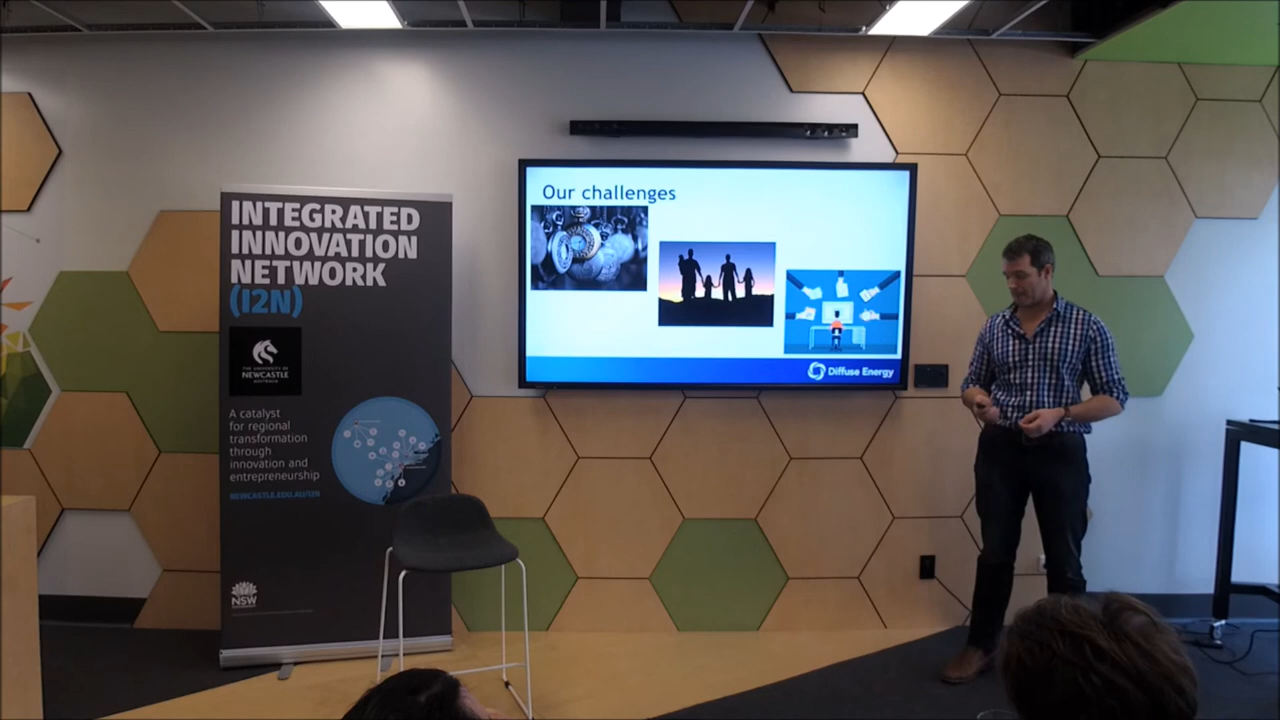 INTEGRATED
INNOVATION
NETWORK
(I2N)
THE UNIVERSITY OF
NEWCASTLE
AUSTRALIA
A catalyst
for regional
transformation
through
innovation and
entrepreneurship
NEWCASTLE.EDU.AU/I2N
NSW
Our challenges
Diffuse Energy